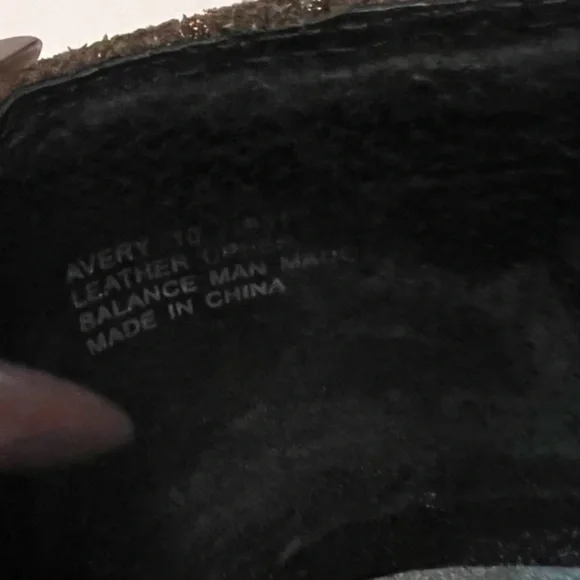 AVERY 10
LEATHER UPPER
BALANCE MAN MADE
MADE IN CHINA